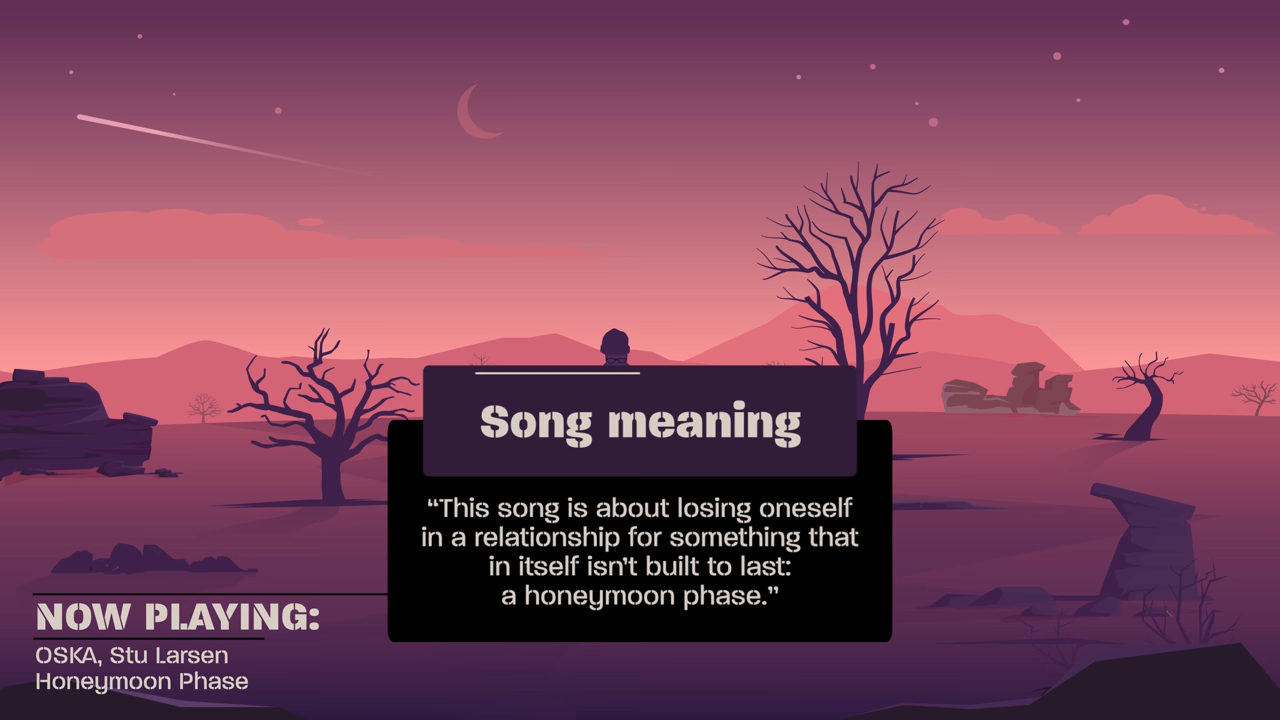 Song meaning
“This song is about losing oneself
in a relationship for something that
in itself isn’t built to last:
a honeymoon phase.”
NOW PLAYING:
OSKA, Stu Larsen
Honeymoon Phase